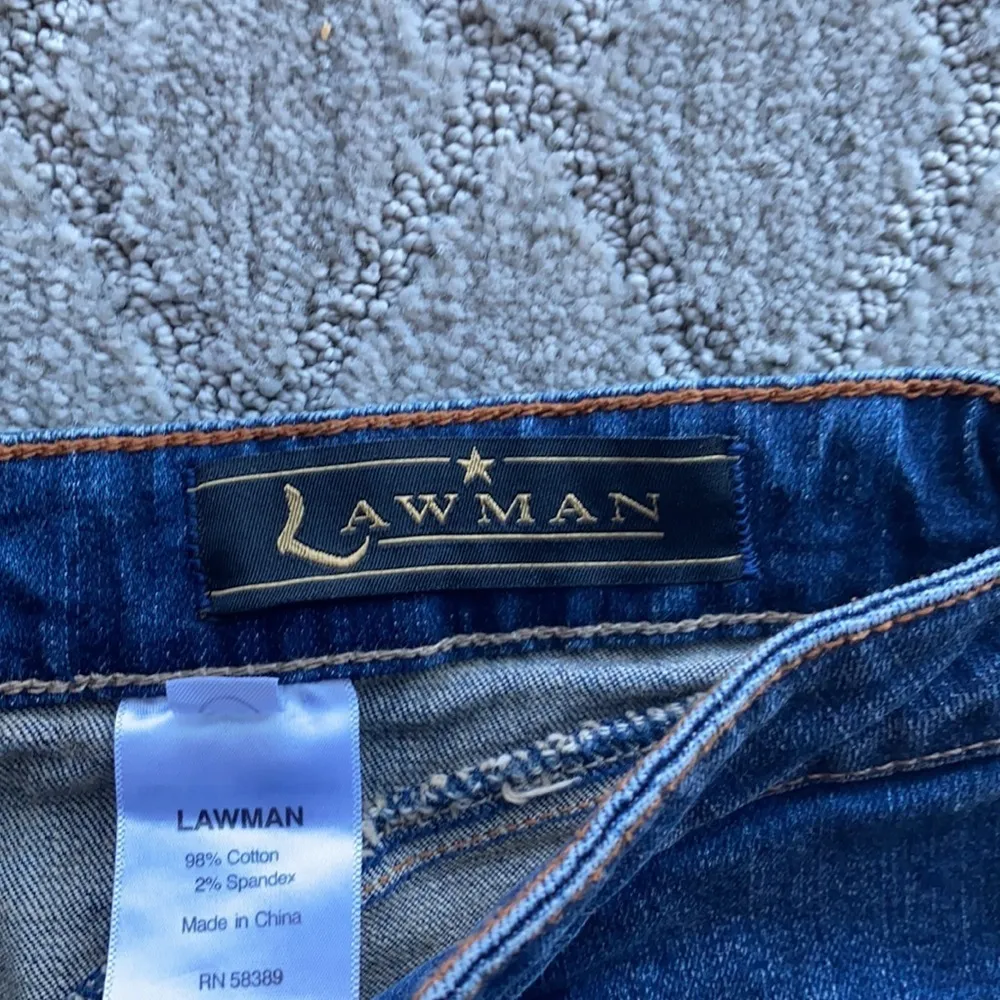 LAWMAN
LAWMAN
98% Cotton
2% Spandex
Made in China
RN 58389